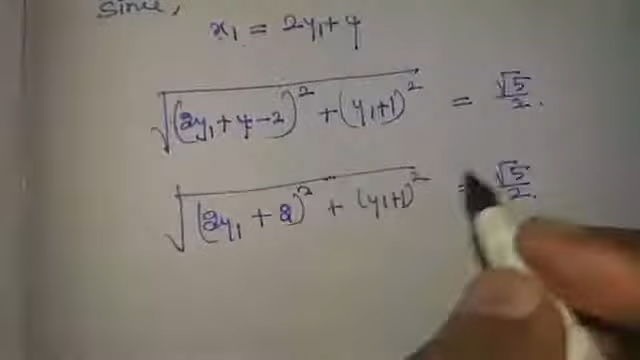 Since,
x₁ = 2y₁ + 4
√((2y₁ + 4 - 2)² + (y₁+1)²) = √5/2.
√((2y₁ + 2)² + (y₁+1)²) = √5/2.